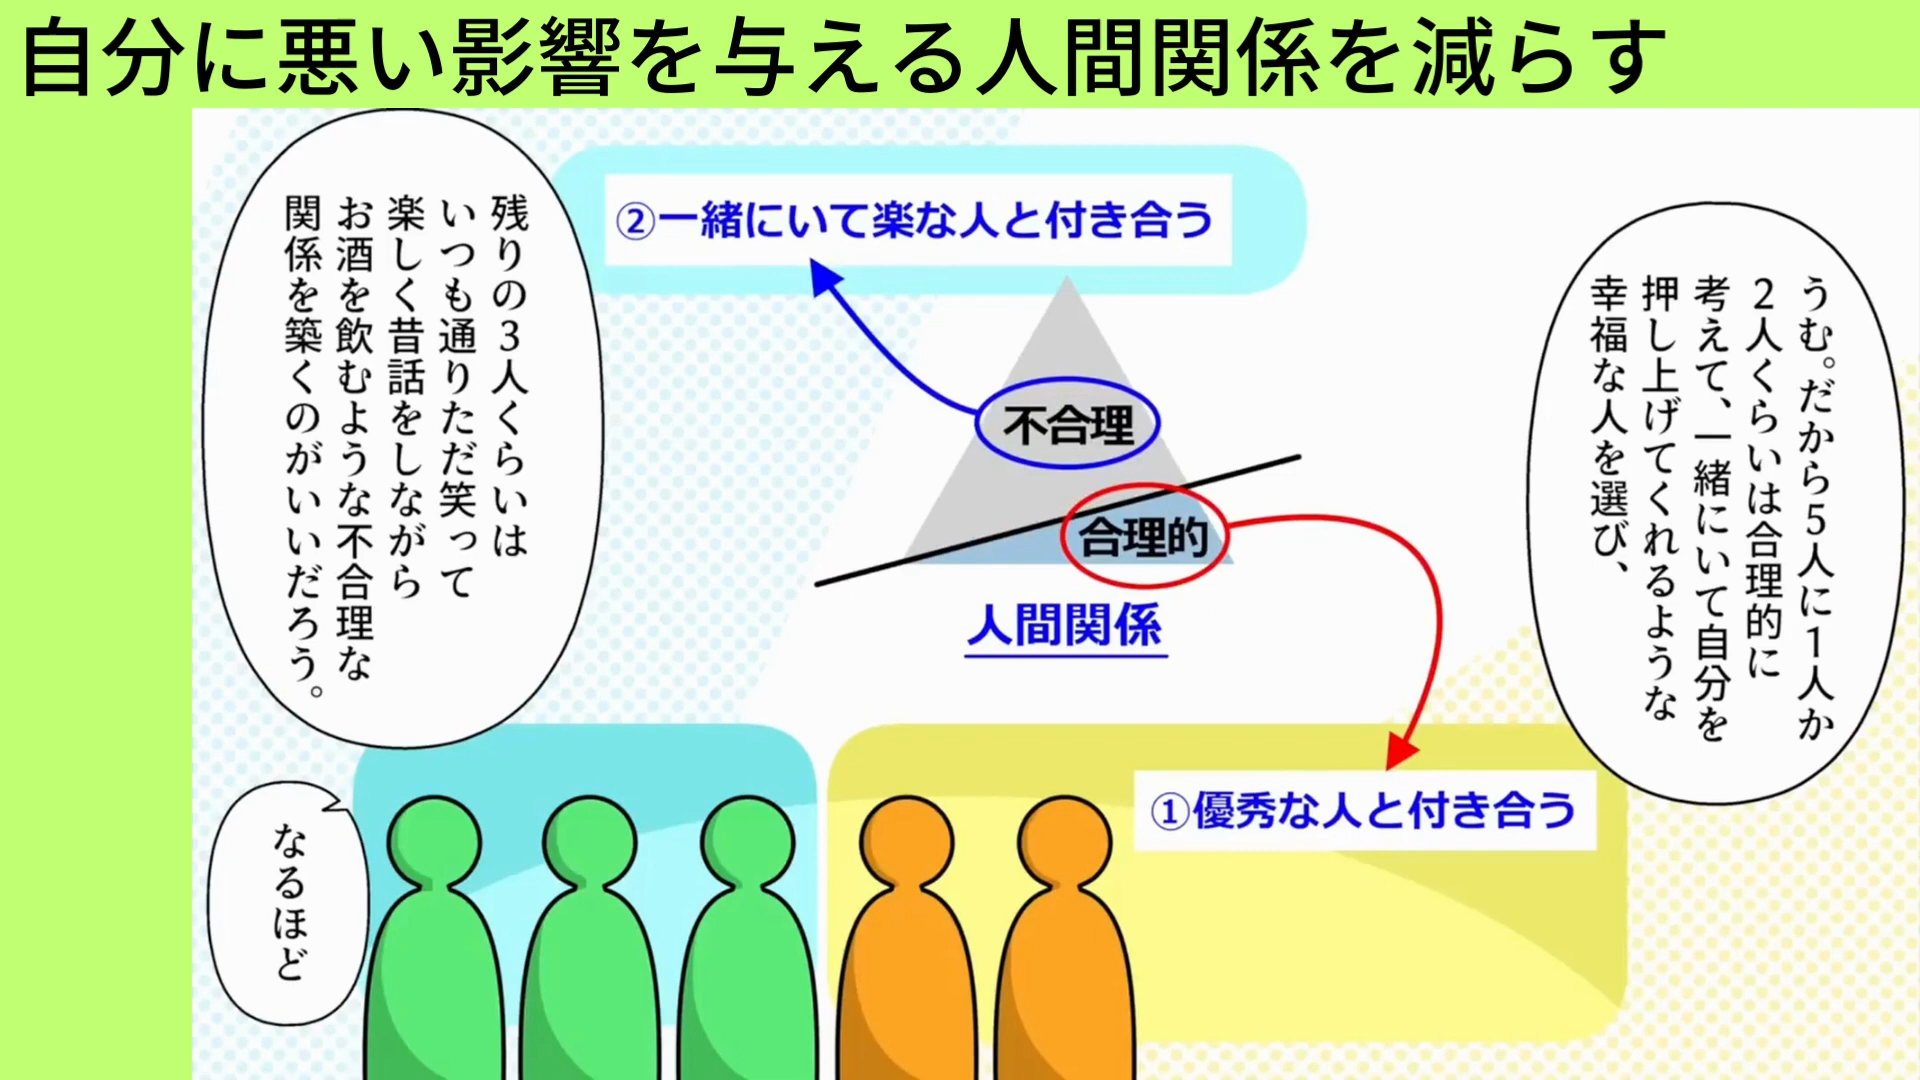 自分に悪い影響を与える人間関係を減らす
うむ。だから5人に1人か
2人くらいは合理的に
考えて、一緒にいて自分を
押し上げてくれるような
幸福な人を選び、
②一緒にいて楽な人と付き合う
不合理
合理的
人間関係
①優秀な人と付き合う
残りの3人くらいは
いつも通りただ笑って
楽しく昔話をしながら
お酒を飲むような不合理な
関係を築くのがいいだろう。
なるほど